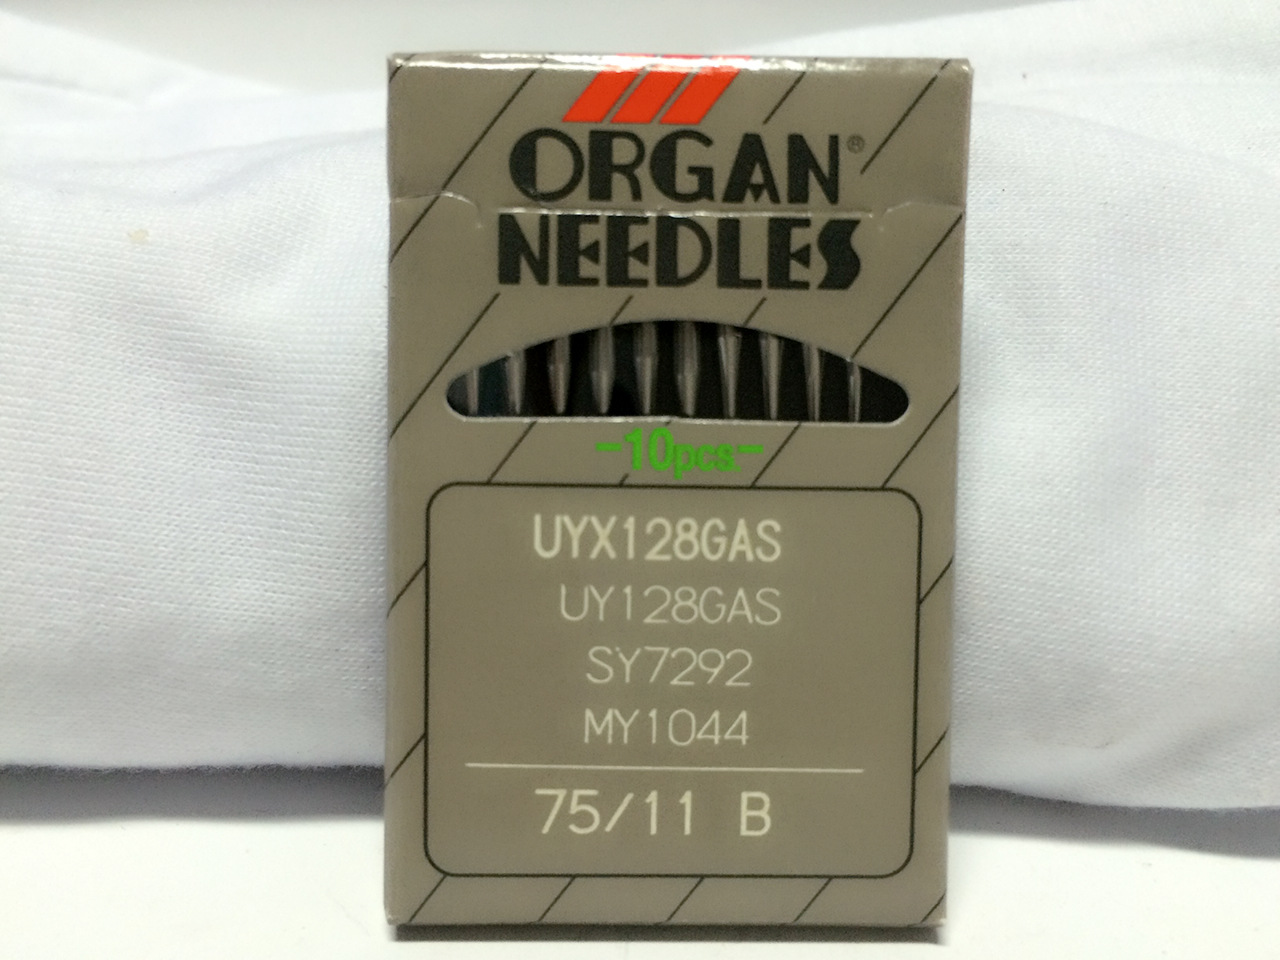 ORGAN®
NEEDLES
-10pcs.-
UYX128GAS
UY128GAS
SY7292
MY1044
75/11 B